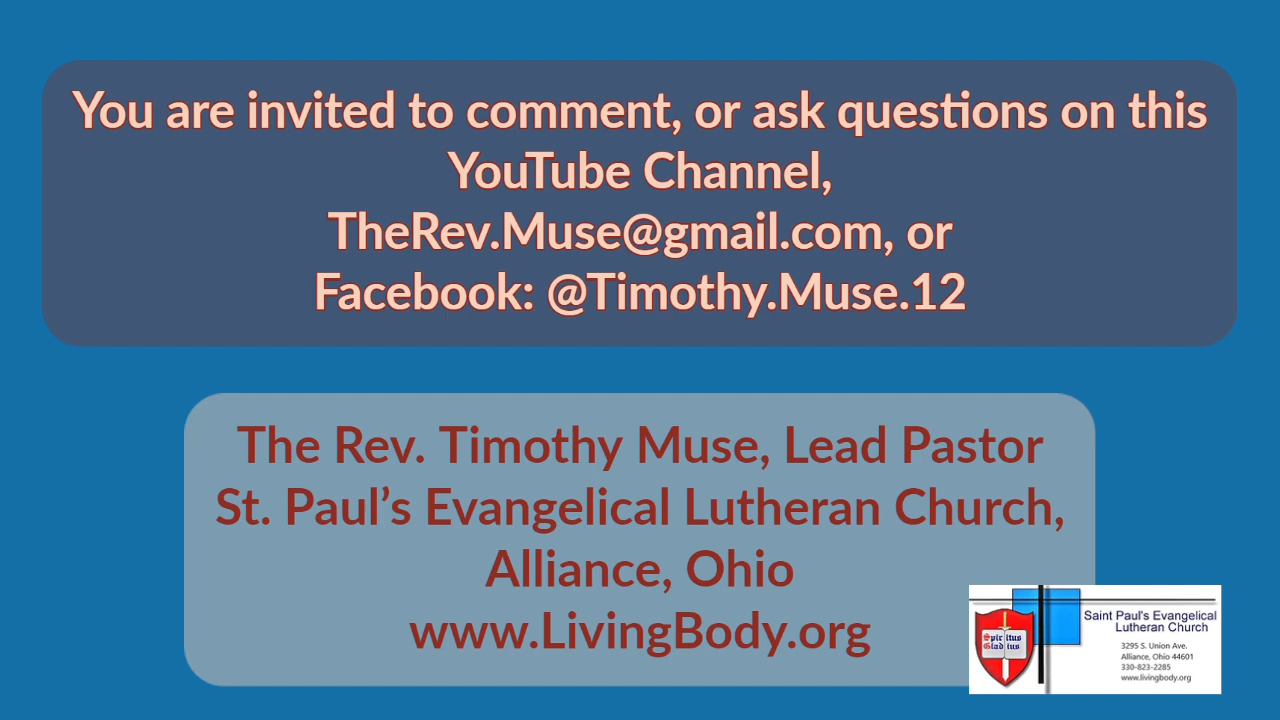 You are invited to comment, or ask questions on this
YouTube Channel,
TheRev.Muse@gmail.com, or
Facebook: @Timothy.Muse.12
The Rev. Timothy Muse, Lead Pastor
St. Paul’s Evangelical Lutheran Church,
Alliance, Ohio
www.LivingBody.org
Saint Paul's Evangelical
Lutheran Church
Spiritus
Gladius
3295 S. Union Ave.
Alliance, Ohio 44601
330-823-2285
www.livingbody.org